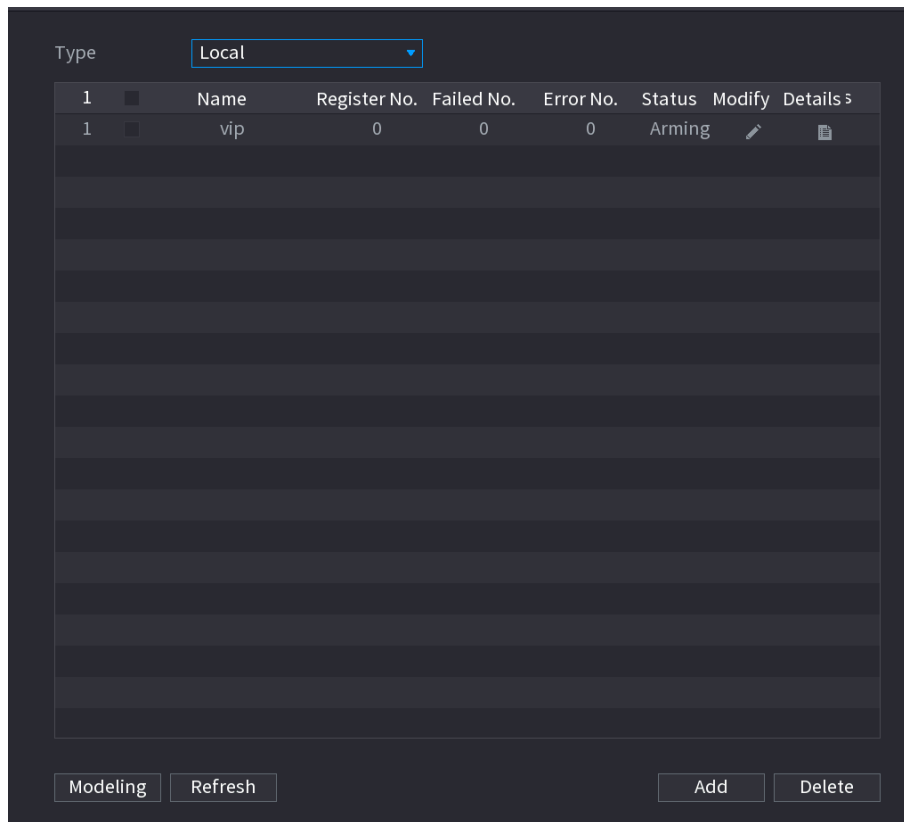 Type Local
1 Name Register No. Failed No. Error No. Status Modify Details s
1 vip 0 0 0 Arming
Modeling Refresh Add Delete